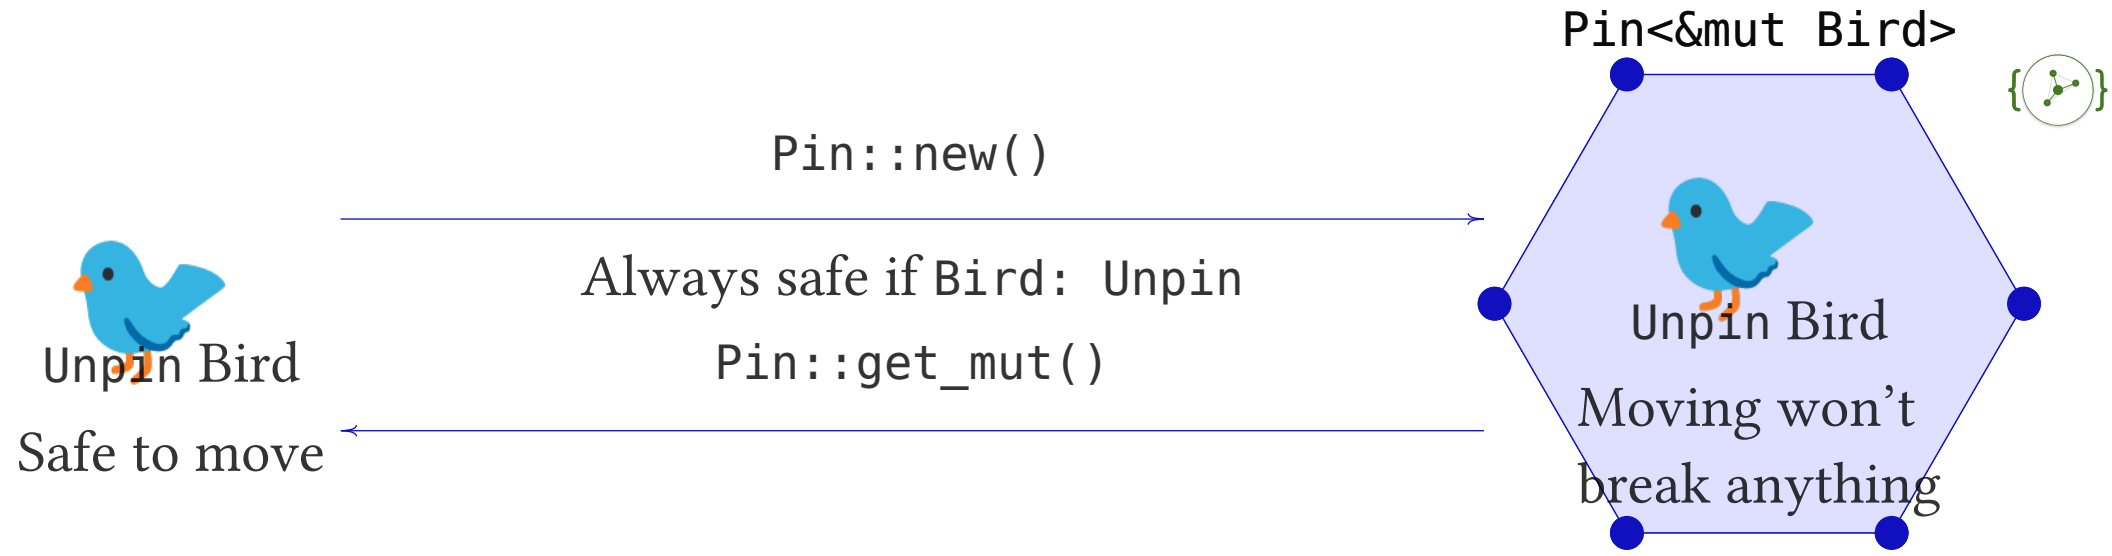 Pin<&mut Bird>
Pin::new()
Always safe if Bird: Unpin
Pin::get_mut()
Unpin Bird
Safe to move
Unpin Bird
Moving won’t
break anything